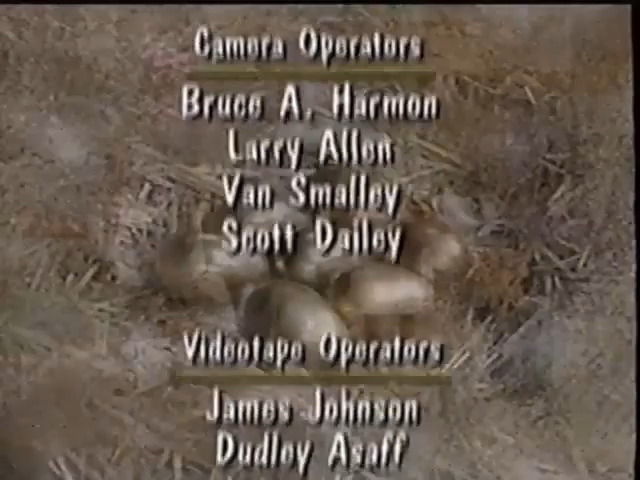 Camera Operators
Bruce A. Harmon
Larry Allen
Van Smalley
Scott Dailey
Videotape Operators
James Johnson
Dudley Asaff